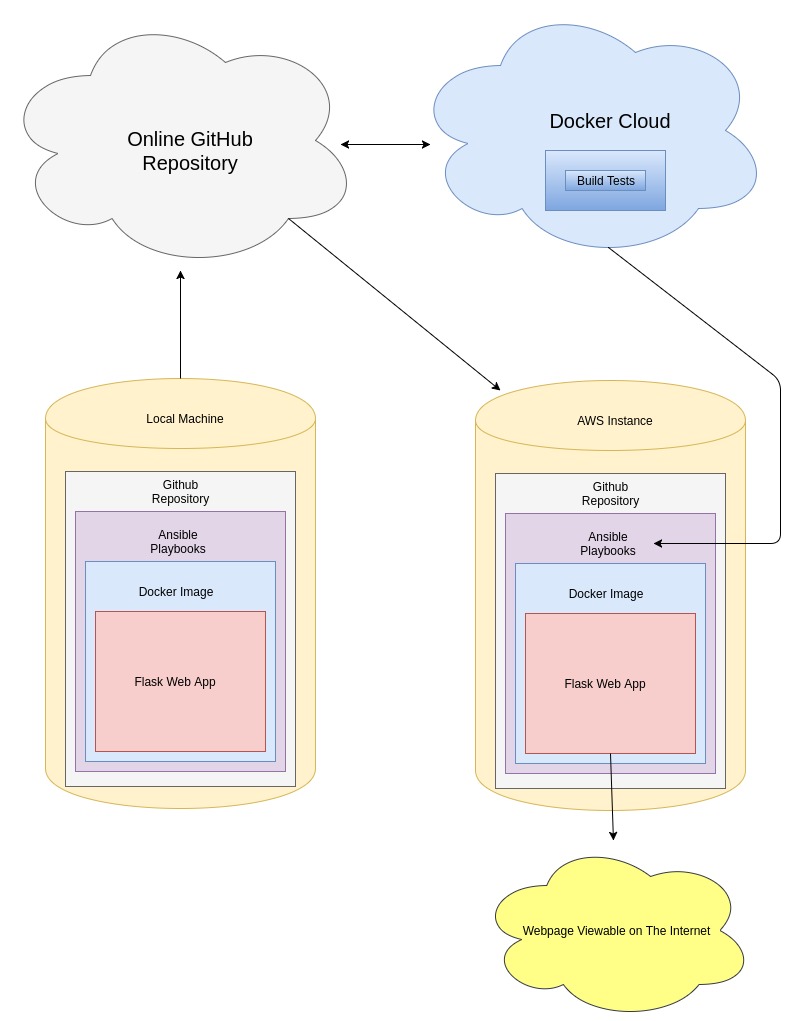 Online GitHub
Repository
Docker Cloud
Build Tests
Local Machine
Github
Repository
Ansible
Playbooks
Docker Image
Flask Web App
AWS Instance
Github
Repository
Ansible
Playbooks
Docker Image
Flask Web App
Webpage Viewable on The Internet